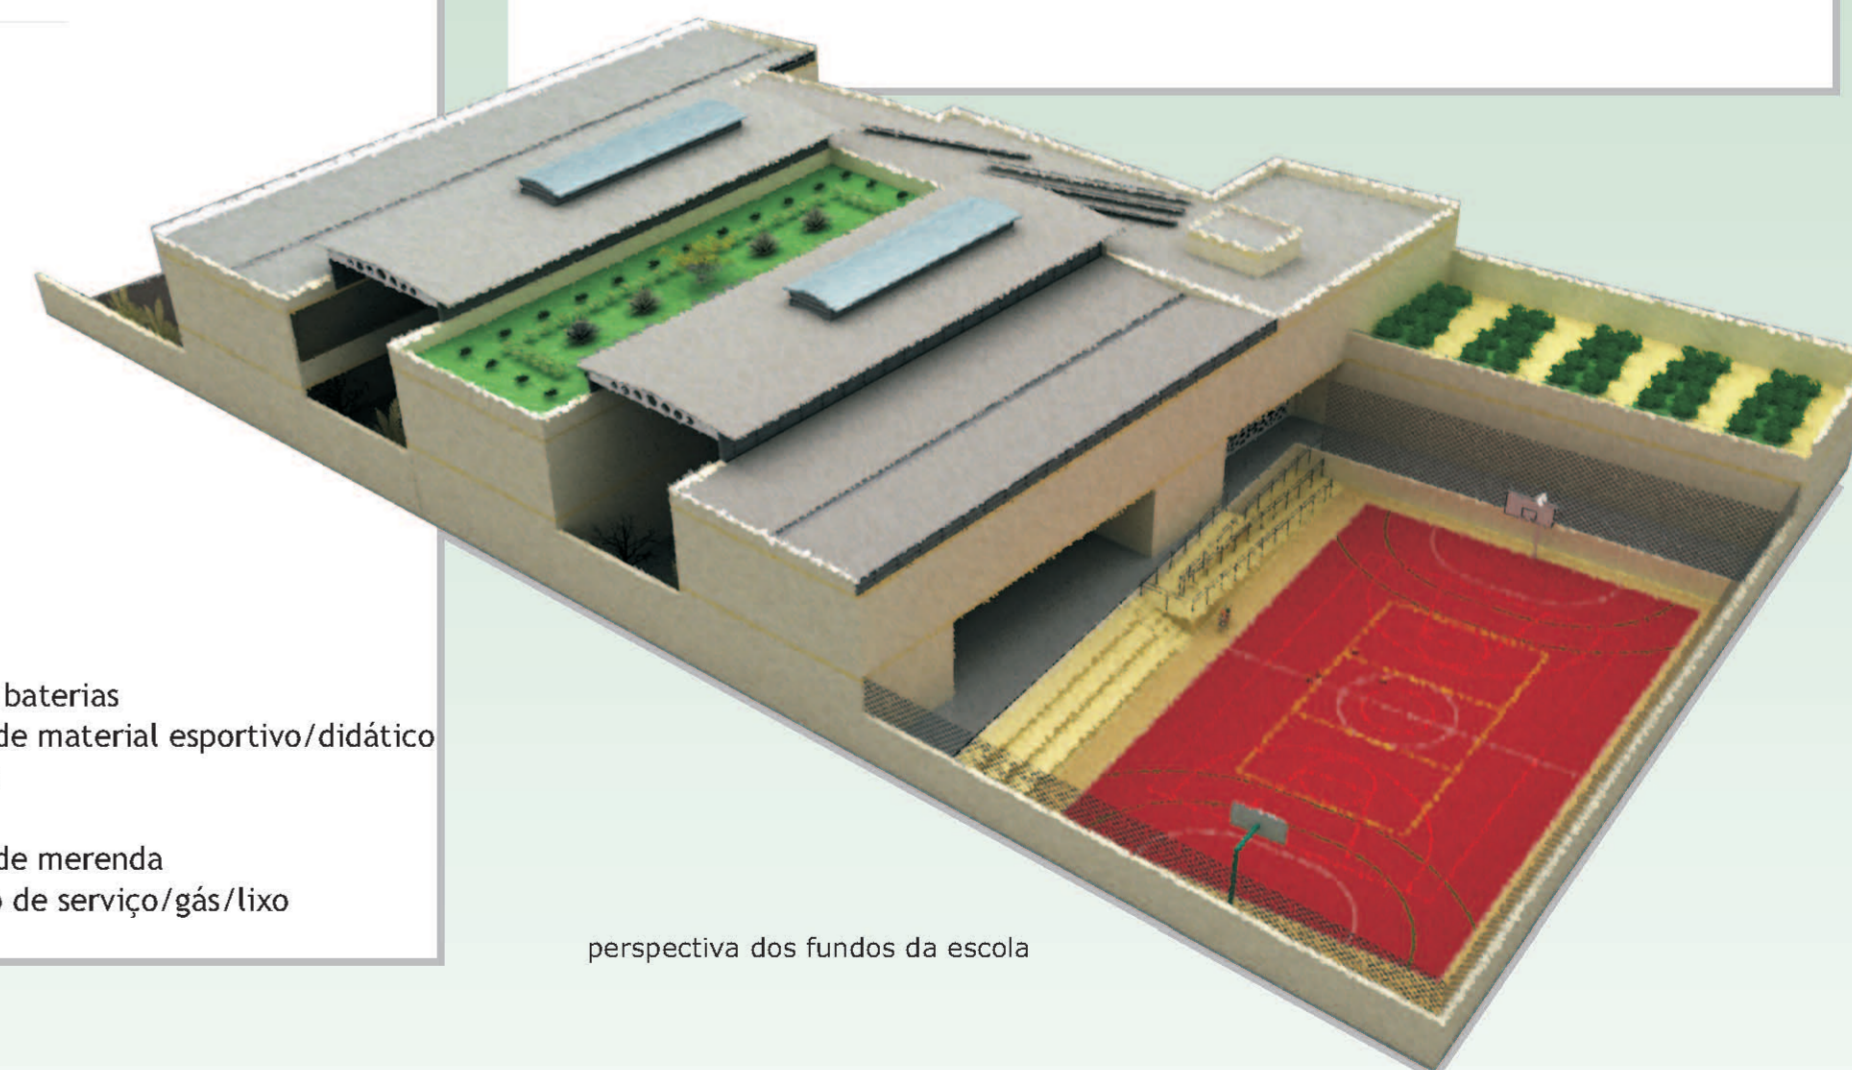 baterias
de material esportivo/didático
de merenda
de serviço/gás/lixo
perspectiva dos fundos da escola